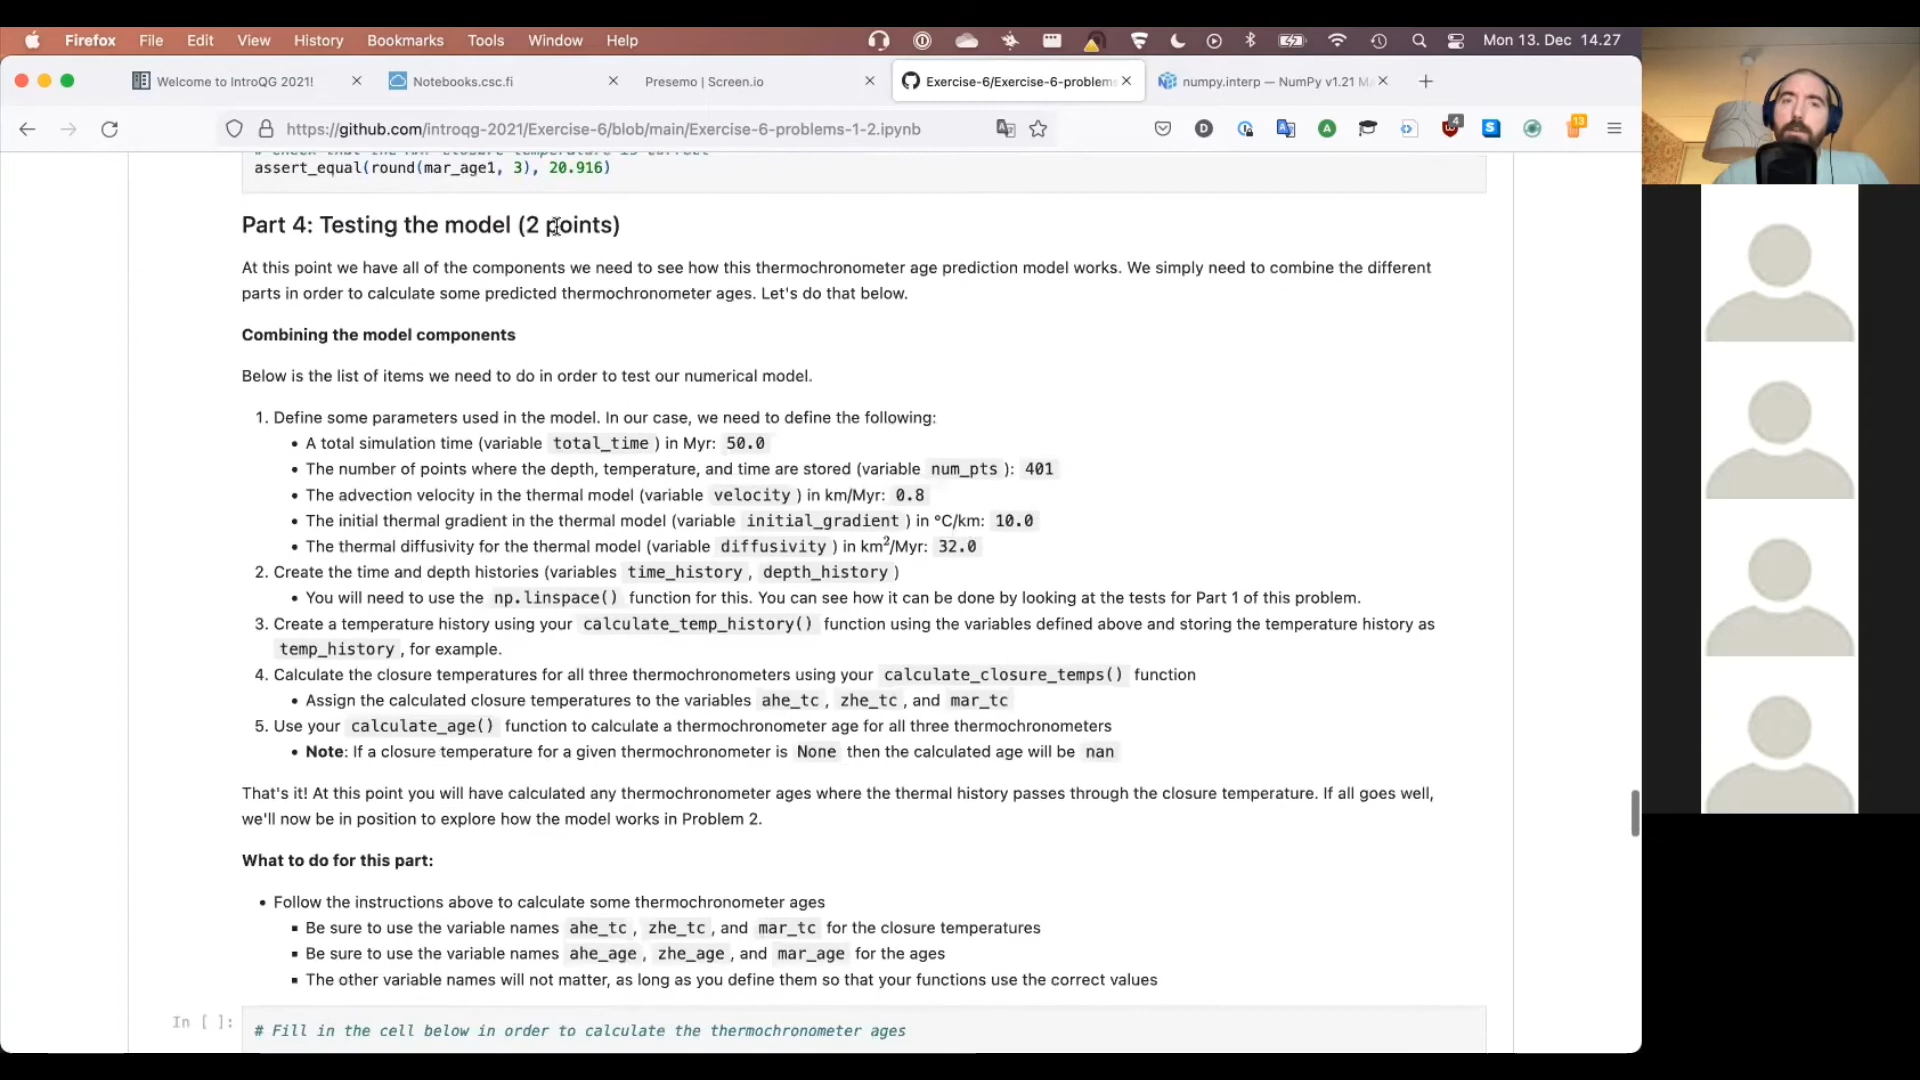 Firefox File Edit View History Bookmarks Tools Window Help Mon 13. Dec 14.27
Welcome to IntroQG 2021! Notebooks.csc.fi Presemo | Screen.io Exercise-6/Exercise-6-problems numpy.interp — NumPy v1.21 Ma
https://github.com/introqg-2021/Exercise-6/blob/main/Exercise-6-problems-1-2.ipynb
4 13
assert_equal(round(mar_age1, 3), 20.916)
Part 4: Testing the model (2 points)
At this point we have all of the components we need to see how this thermochronometer age prediction model works. We simply need to combine the different
parts in order to calculate some predicted thermochronometer ages. Let's do that below.
Combining the model components
Below is the list of items we need to do in order to test our numerical model.
1. Define some parameters used in the model. In our case, we need to define the following:
• A total simulation time (variable total_time ) in Myr: 50.0
• The number of points where the depth, temperature, and time are stored (variable num_pts ): 401
• The advection velocity in the thermal model (variable velocity ) in km/Myr: 0.8
• The initial thermal gradient in the thermal model (variable initial_gradient ) in °C/km: 10.0
• The thermal diffusivity for the thermal model (variable diffusivity ) in km²/Myr: 32.0
2. Create the time and depth histories (variables time_history , depth_history )
• You will need to use the np.linspace() function for this. You can see how it can be done by looking at the tests for Part 1 of this problem.
3. Create a temperature history using your calculate_temp_history() function using the variables defined above and storing the temperature history as
temp_history , for example.
4. Calculate the closure temperatures for all three thermochronometers using your calculate_closure_temps() function
• Assign the calculated closure temperatures to the variables ahe_tc , zhe_tc , and mar_tc
5. Use your calculate_age() function to calculate a thermochronometer age for all three thermochronometers
• Note: If a closure temperature for a given thermochronometer is None then the calculated age will be nan
That's it! At this point you will have calculated any thermochronometer ages where the thermal history passes through the closure temperature. If all goes well,
we'll now be in position to explore how the model works in Problem 2.
What to do for this part:
• Follow the instructions above to calculate some thermochronometer ages
▪ Be sure to use the variable names ahe_tc , zhe_tc , and mar_tc for the closure temperatures
▪ Be sure to use the variable names ahe_age , zhe_age , and mar_age for the ages
▪ The other variable names will not matter, as long as you define them so that your functions use the correct values
In [ ]: # Fill in the cell below in order to calculate the thermochronometer ages